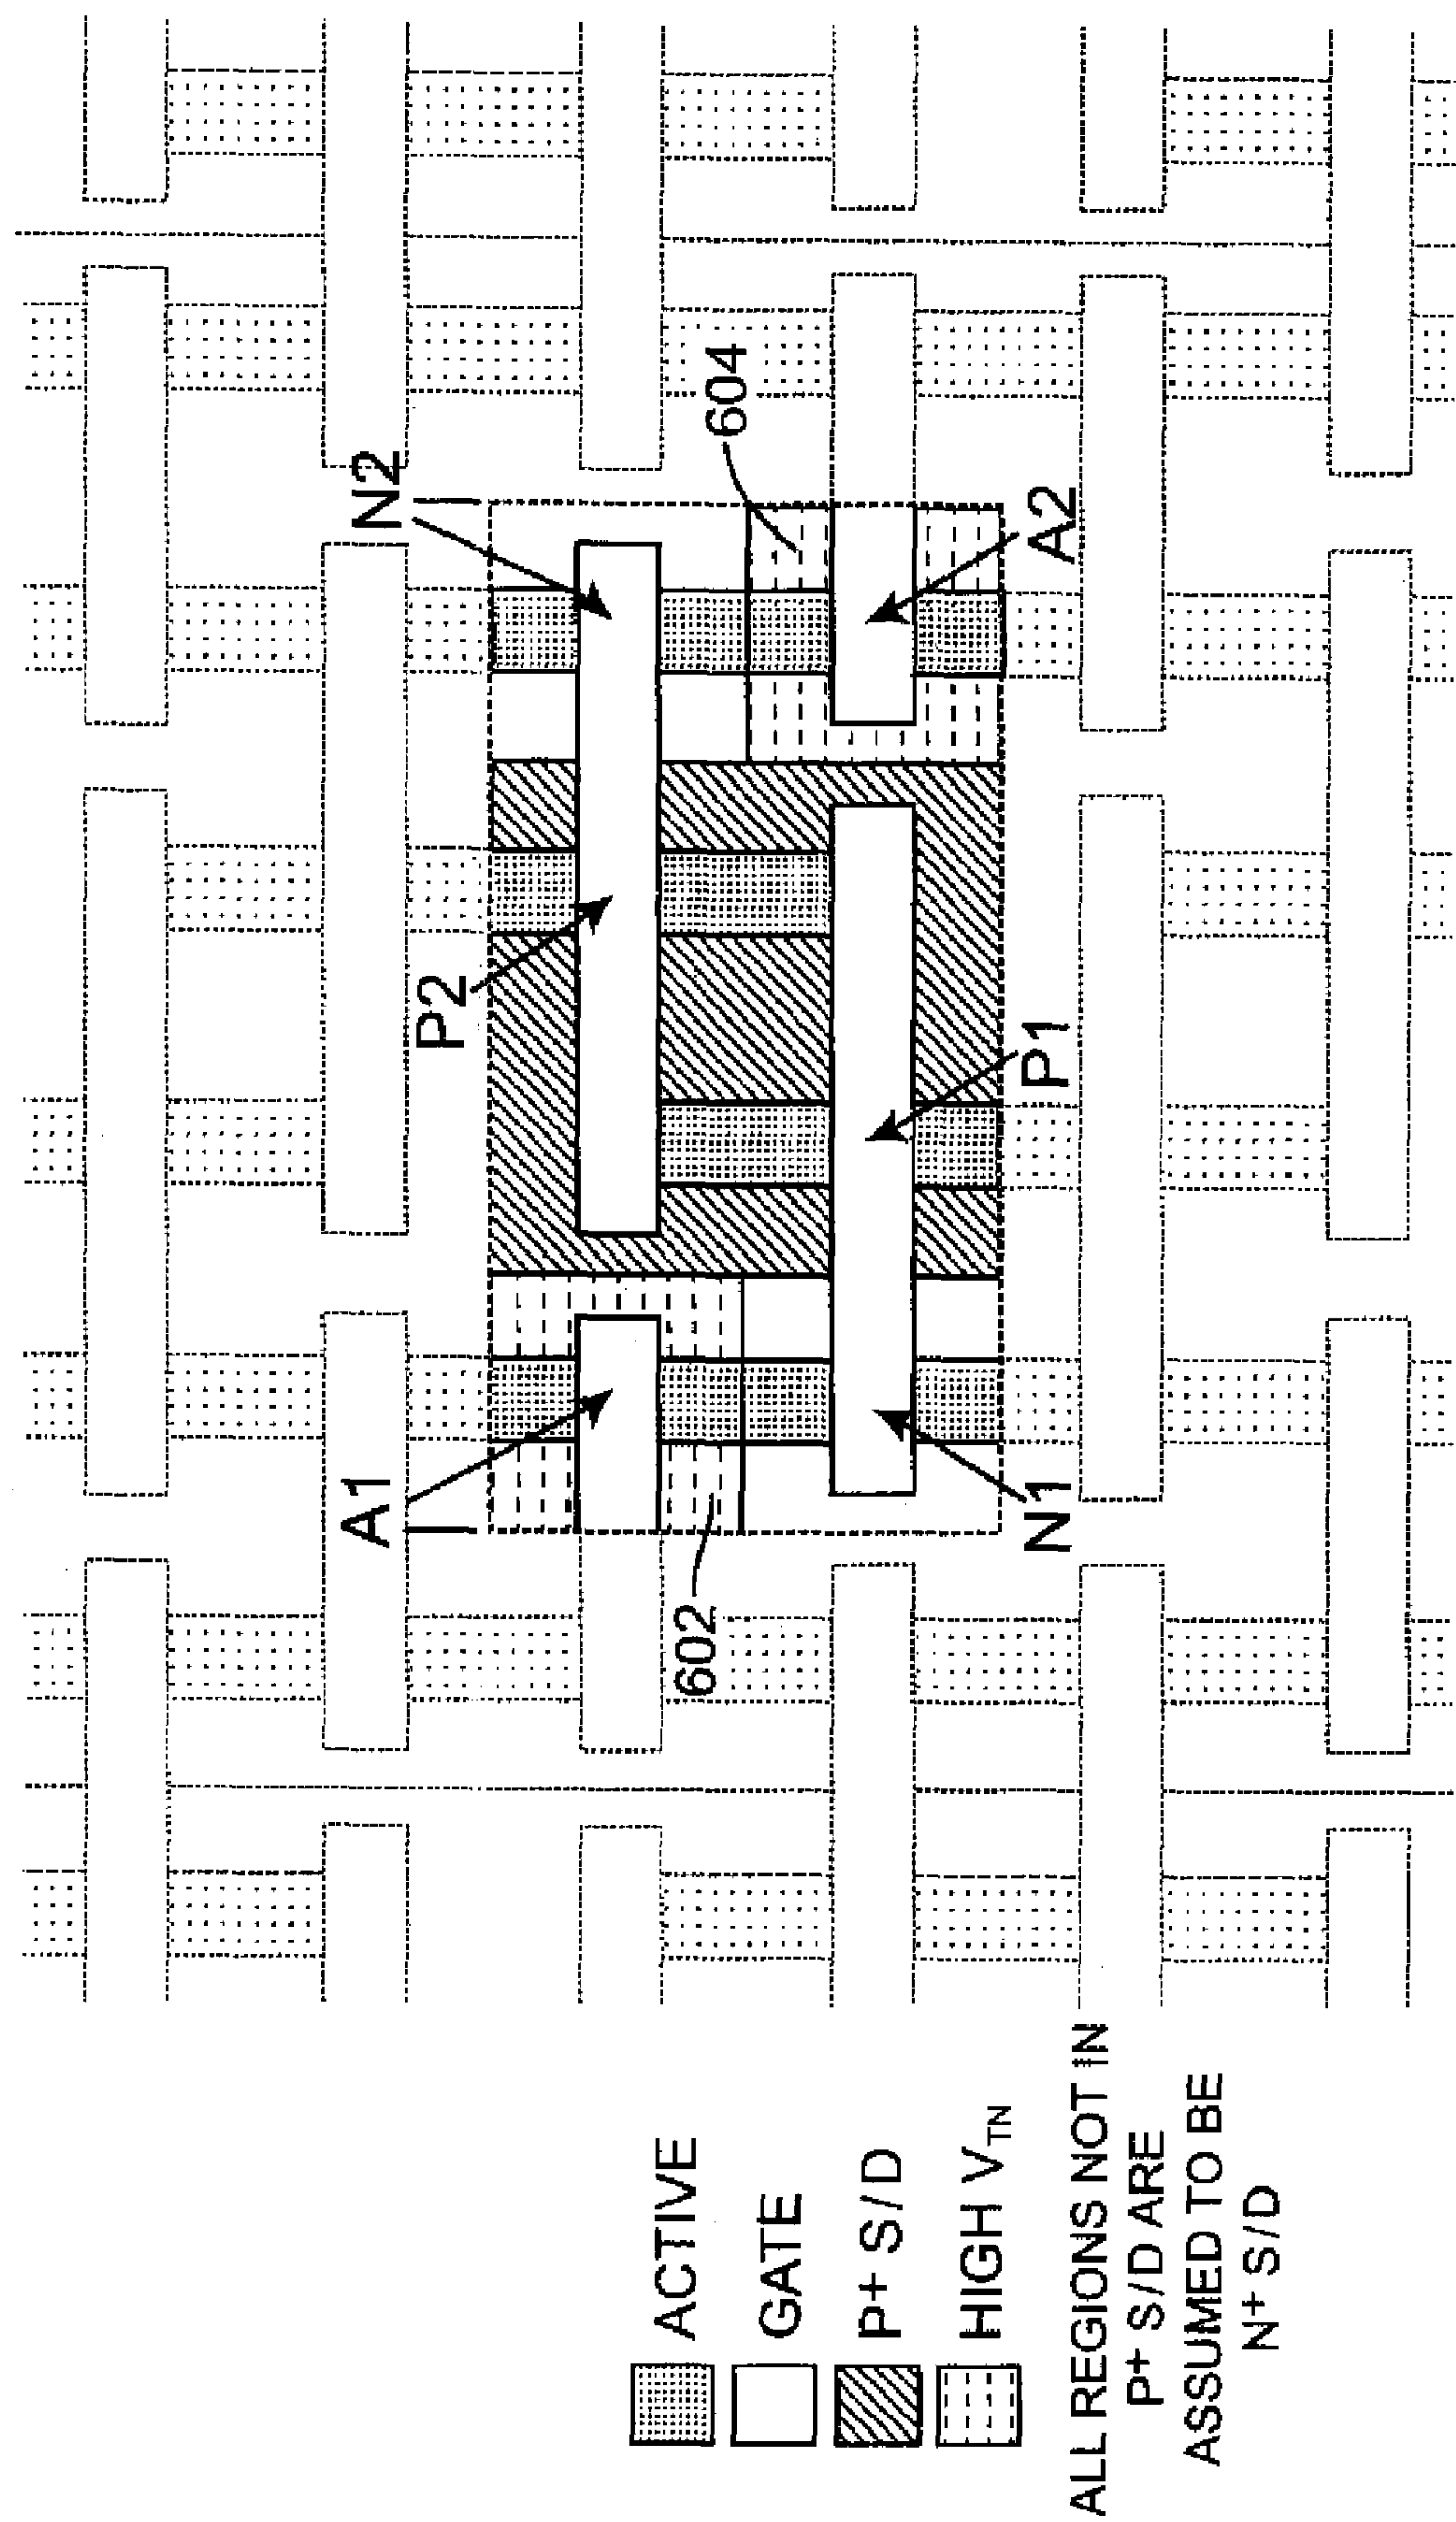 A1
N2
P2
602
604
N1
P1
A2
ACTIVE
GATE
P+ S/D
HIGH V_TN
ALL REGIONS NOT IN
P+ S/D ARE
ASSUMED TO BE
N+ S/D